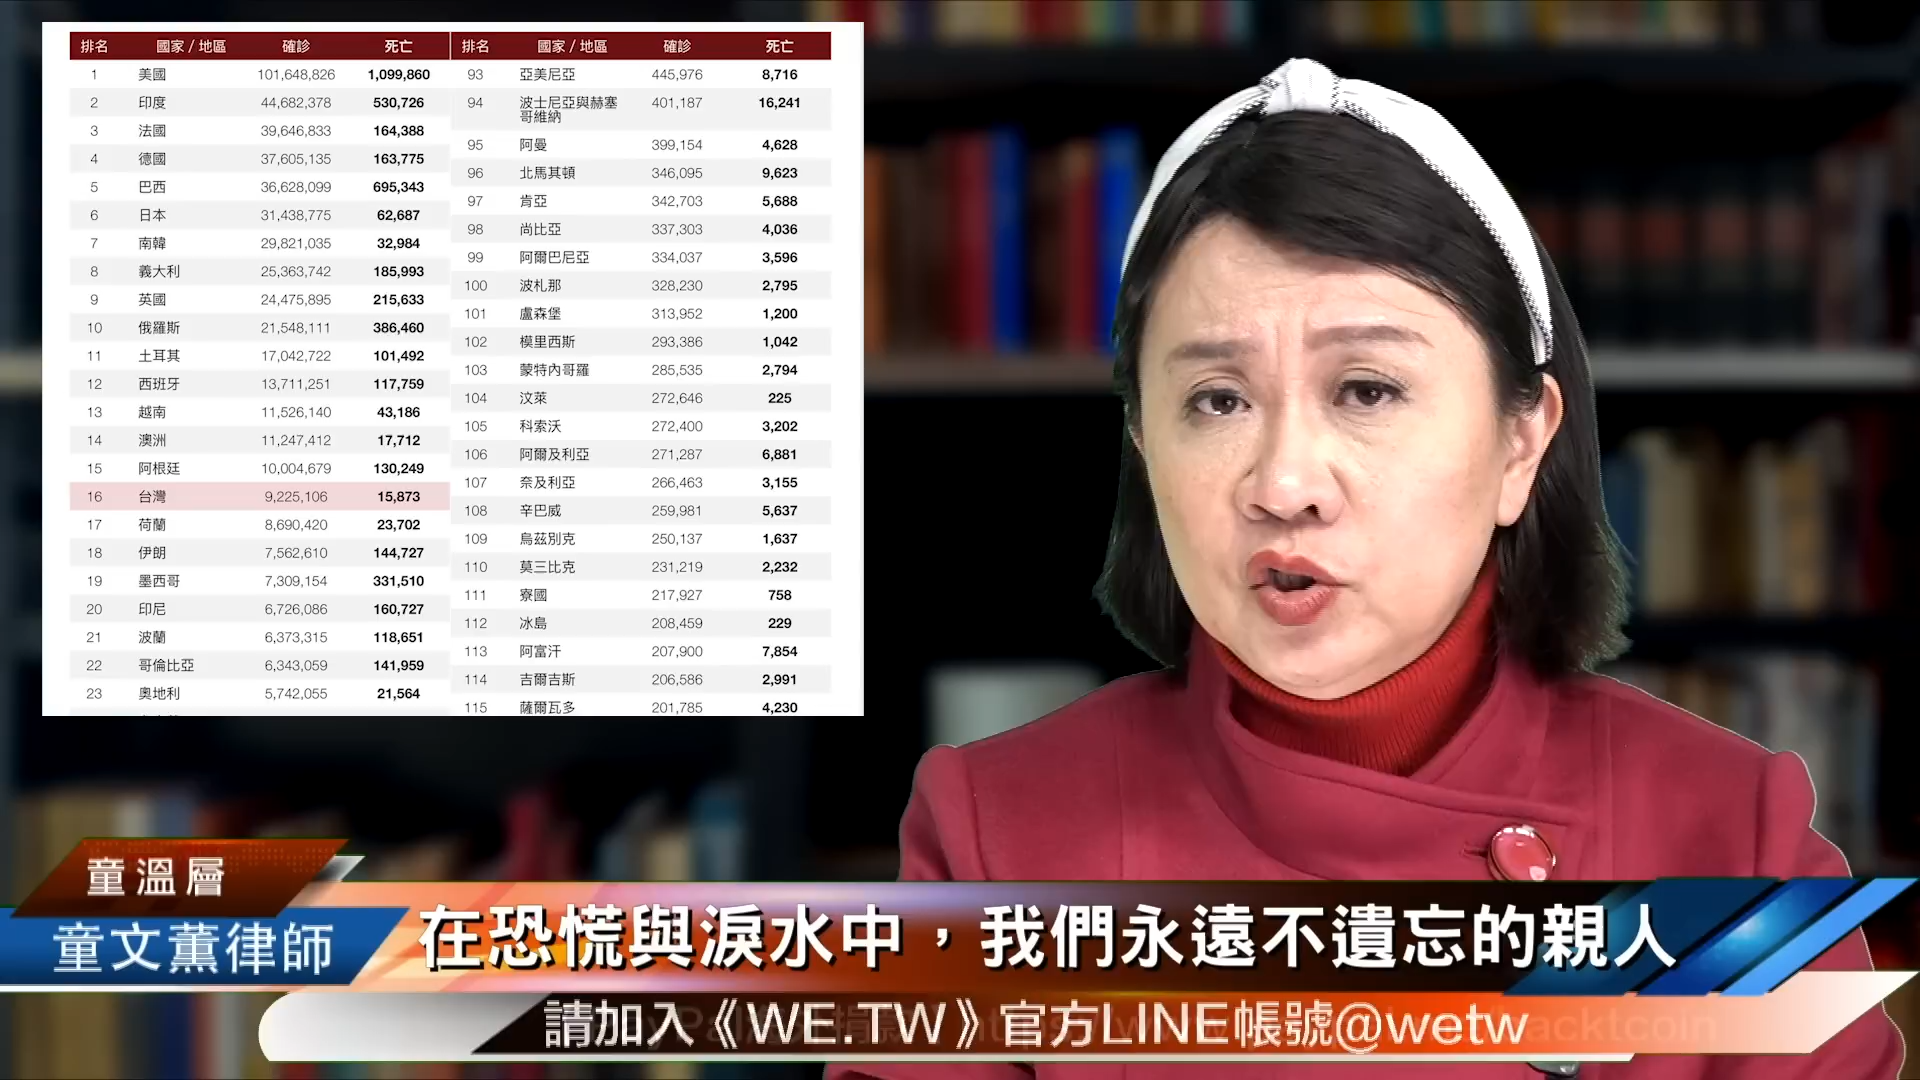 排名 國家 / 地區 確診 死亡 排名 國家 / 地區 確診 死亡
1 美國 101,648,826 1,099,860 93 亞美尼亞 445,976 8,716
2 印度 44,682,378 530,726 94 波士尼亞與赫塞哥維納 401,187 16,241
3 法國 39,646,833 164,388 95 阿曼 399,154 4,628
4 德國 37,605,135 163,775 96 北馬其頓 346,095 9,623
5 巴西 36,628,099 695,343 97 肯亞 342,703 5,688
6 日本 31,438,775 62,687 98 尚比亞 337,303 4,036
7 南韓 29,821,035 32,984 99 阿爾巴尼亞 334,037 3,596
8 義大利 25,363,742 185,993 100 波札那 328,230 2,795
9 英國 24,475,895 215,633 101 盧森堡 313,952 1,200
10 俄羅斯 21,548,111 386,460 102 模里西斯 293,386 1,042
11 土耳其 17,042,722 101,492 103 蒙特內哥羅 285,535 2,794
12 西班牙 13,711,251 117,759 104 汶萊 272,646 225
13 越南 11,526,140 43,186 105 科索沃 272,400 3,202
14 澳洲 11,247,412 17,712 106 阿爾及利亞 271,287 6,881
15 阿根廷 10,004,679 130,249 107 奈及利亞 266,463 3,155
16 台灣 9,225,106 15,873 108 辛巴威 259,981 5,637
17 荷蘭 8,690,420 23,702 109 烏茲別克 250,137 1,637
18 伊朗 7,562,610 144,727 110 莫三比克 231,219 2,232
19 墨西哥 7,309,154 331,510 111 寮國 217,927 758
20 印尼 6,726,086 160,727 112 冰島 208,459 229
21 波蘭 6,373,315 118,651 113 阿富汗 207,900 7,854
22 哥倫比亞 6,343,059 141,959 114 吉爾吉斯 206,586 2,991
23 奧地利 5,742,055 21,564 115 薩爾瓦多 201,785 4,230
童溫層
童文薰律師
在恐慌與淚水中，我們永遠不遺忘的親人
請加入《WE.TW》官方LINE帳號@wetw